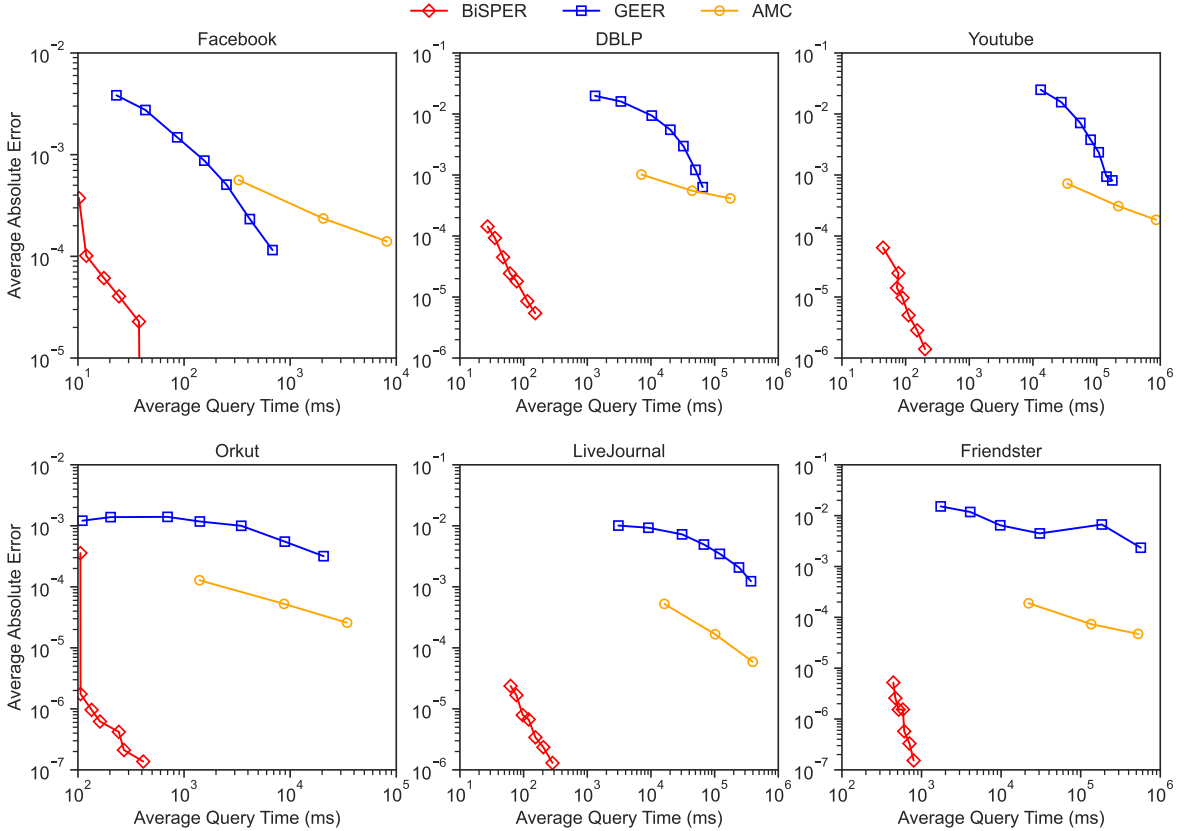 BiSPER GEER AMC
Facebook DBLP Youtube
Average Absolute Error
10^-2 10^-3 10^-4 10^-5
10^-1 10^-2 10^-3 10^-4 10^-5 10^-6
10^-1 10^-2 10^-3 10^-4 10^-5 10^-6
10^1 10^2 10^3 10^4
10^1 10^2 10^3 10^4 10^5 10^6
10^1 10^2 10^3 10^4 10^5 10^6
Average Query Time (ms) Average Query Time (ms) Average Query Time (ms)
Orkut LiveJournal Friendster
Average Absolute Error
10^-2 10^-3 10^-4 10^-5 10^-6 10^-7
10^-1 10^-2 10^-3 10^-4 10^-5 10^-6
10^-1 10^-2 10^-3 10^-4 10^-5 10^-6 10^-7
10^2 10^3 10^4 10^5
10^1 10^2 10^3 10^4 10^5 10^6
10^2 10^3 10^4 10^5 10^6
Average Query Time (ms) Average Query Time (ms) Average Query Time (ms)